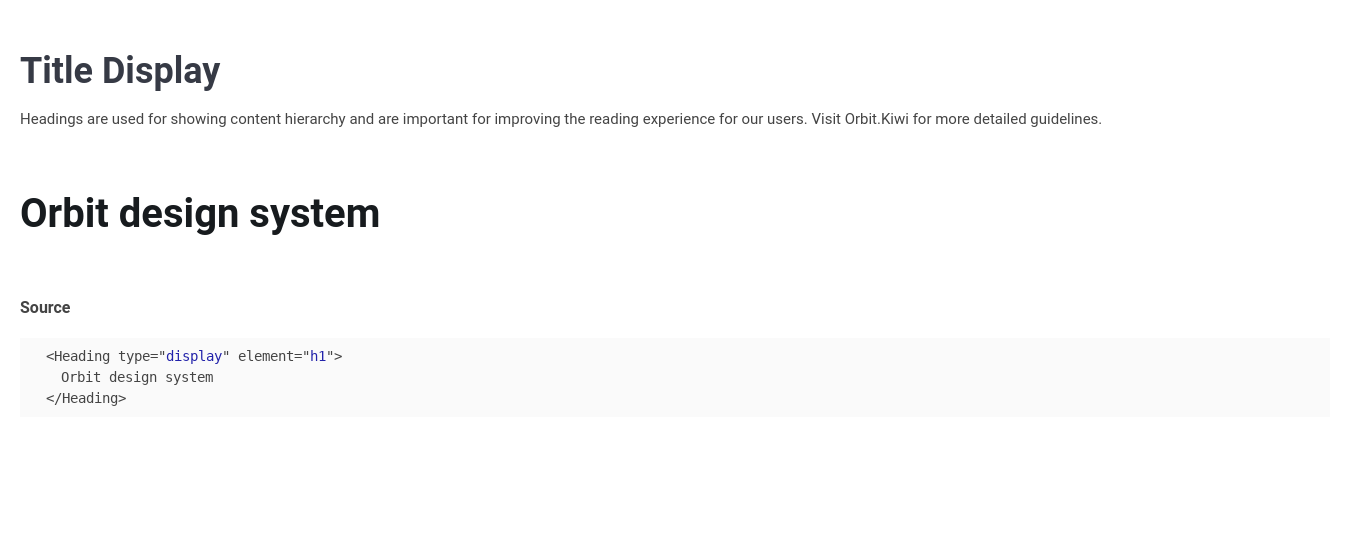 Title Display
Headings are used for showing content hierarchy and are important for improving the reading experience for our users. Visit Orbit.Kiwi for more detailed guidelines.
Orbit design system
Source
<Heading type="display" element="h1">
  Orbit design system
</Heading>